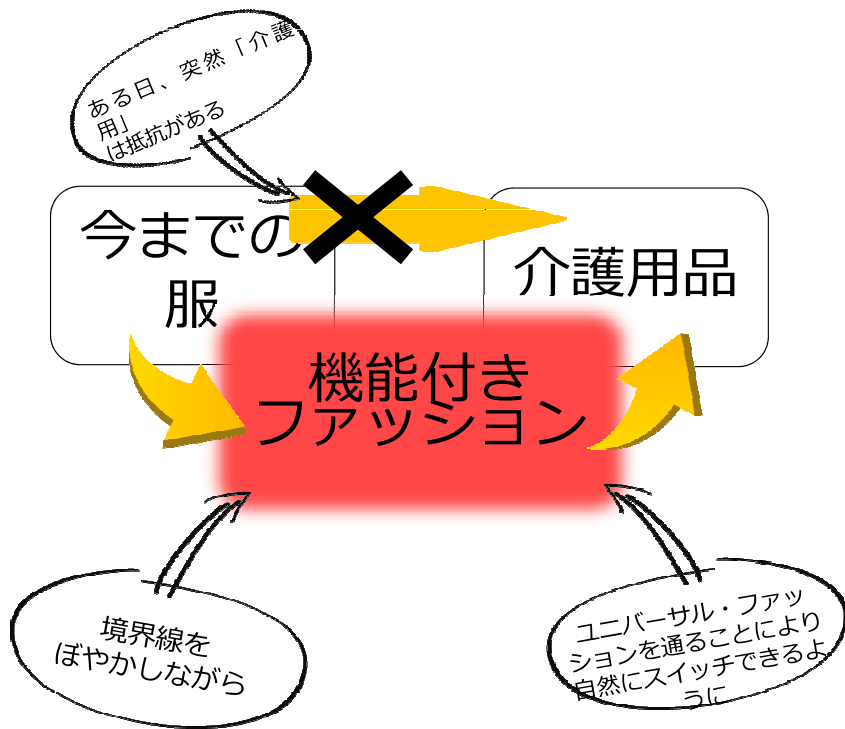 ある日、突然「介護
用」
は抵抗がある
今までの
服
介護用品
機能付き
ファッション
境界線を
ぼやかしながら
ユニバーサル・ファッ
ションを通ることにより
自然にスイッチできるよ
うに